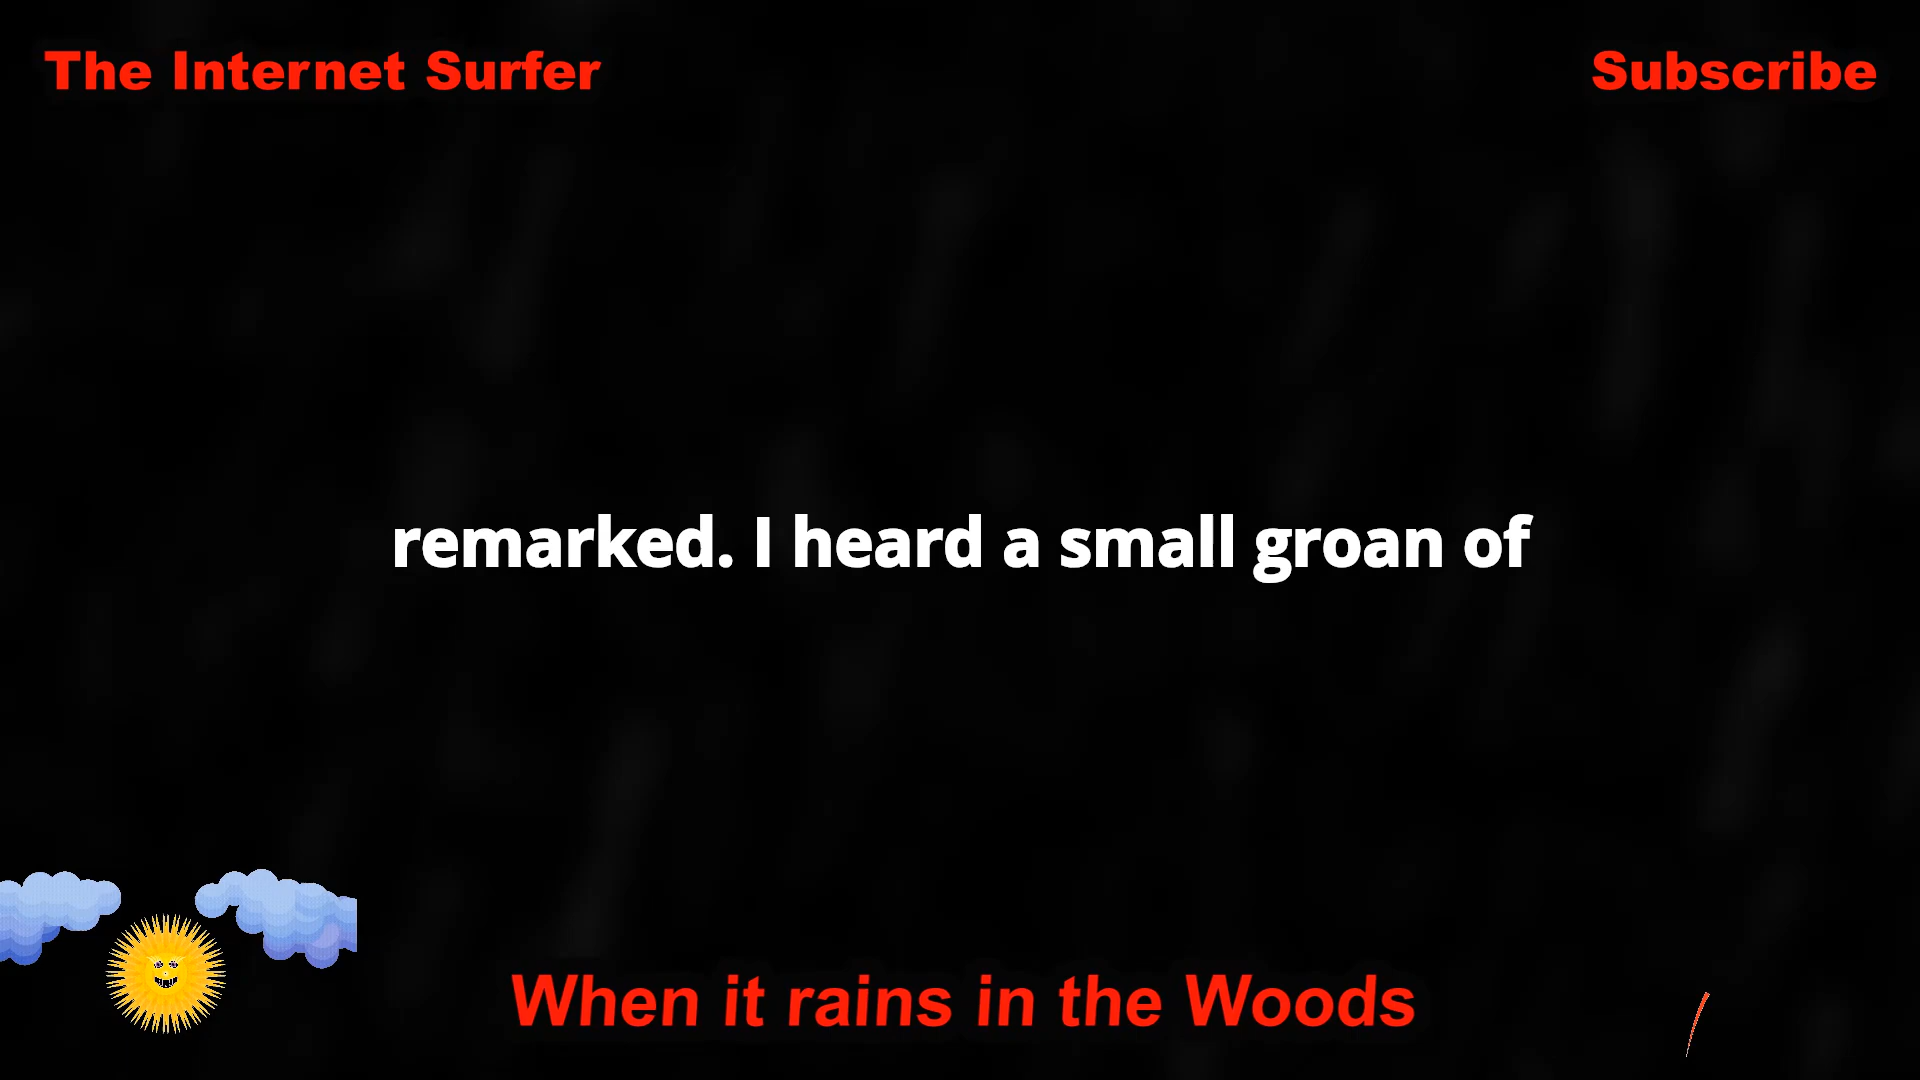 The Internet Surfer
Subscribe
remarked. I heard a small groan of
When it rains in the Woods